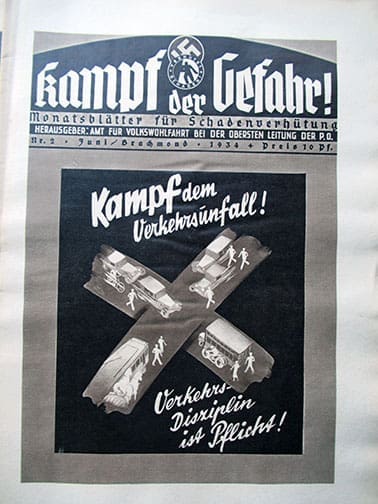 Kampf der Gefahr!
Monatsblätter für Schadenverhütung
HERAUSGEBER: AMT FÜR VOLKSWOHLFAHRT BEI DER OBERSTEN LEITUNG DER P.O.
Nr. 2 · Juni/Brachmond · 1934 + Preis 10 Pf.
Kampf dem
Verkehrsunfall!
Verkehrs-
Disziplin
ist Pflicht!